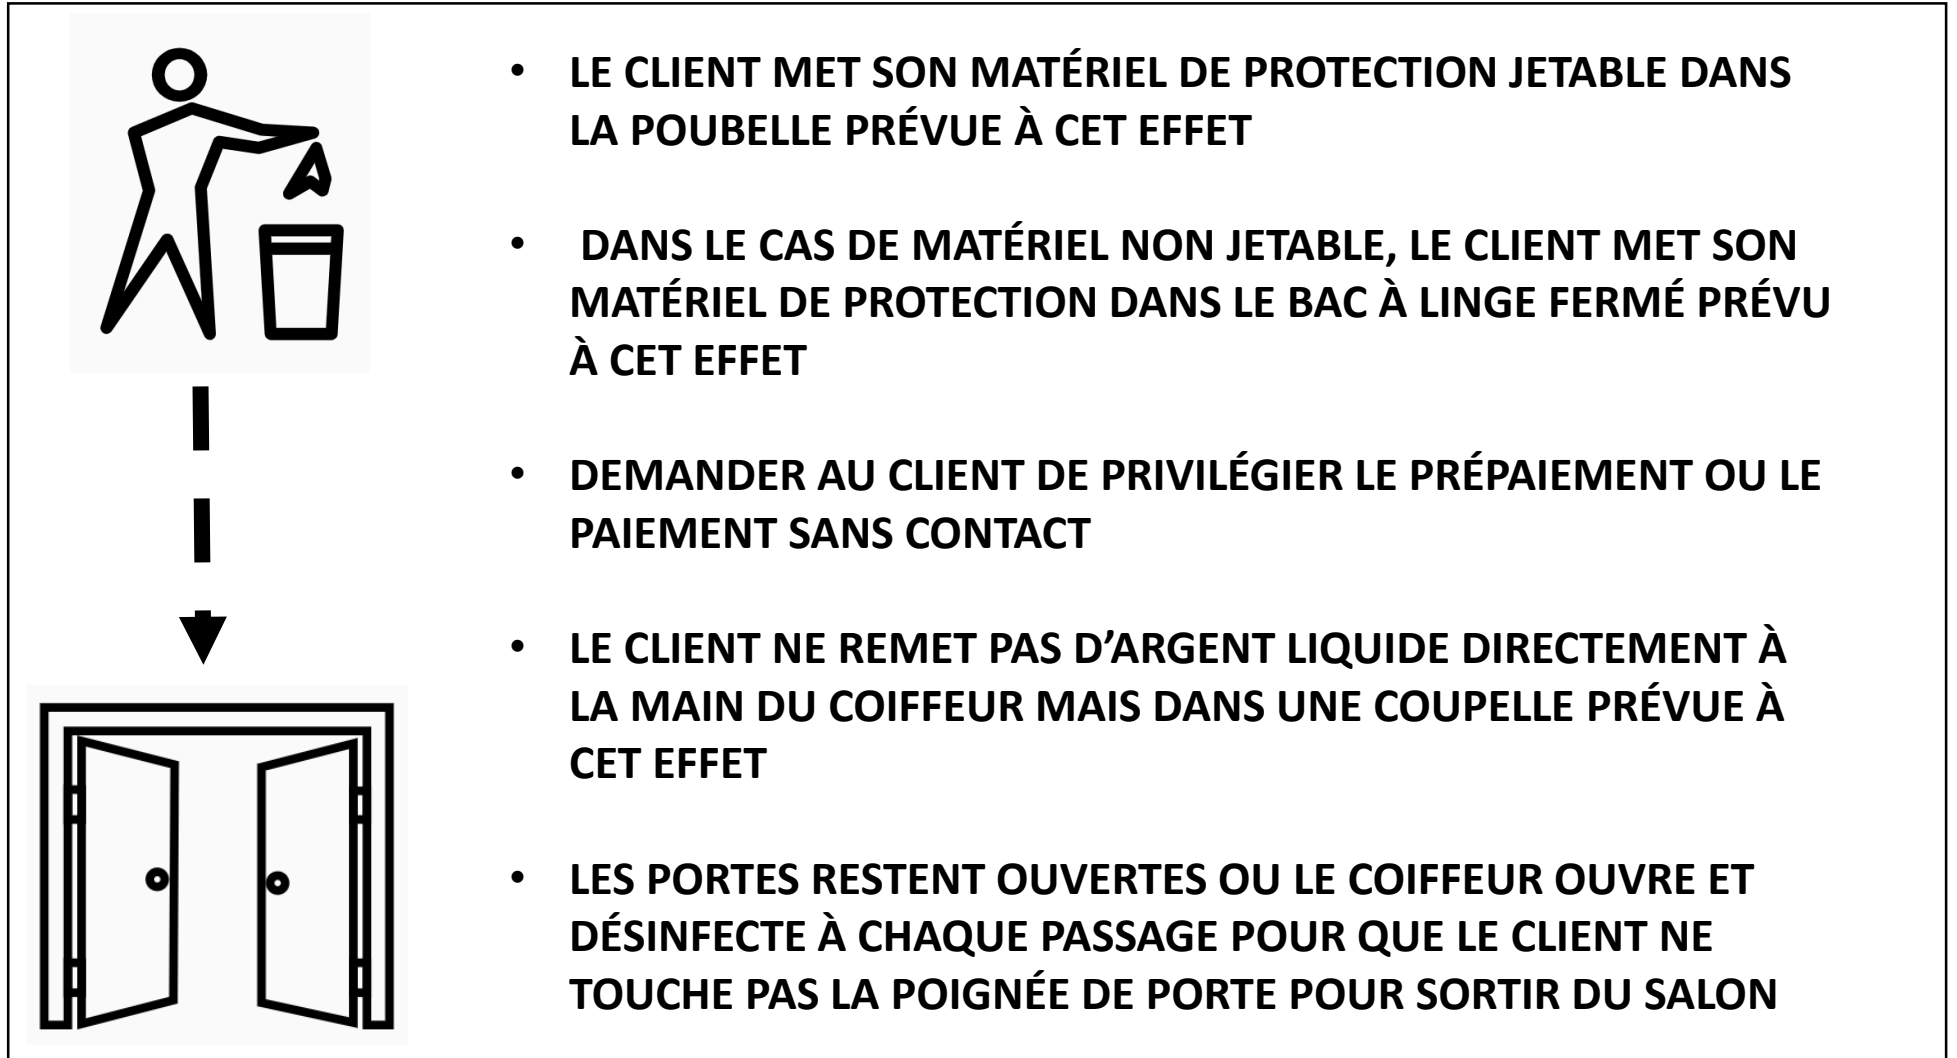 • LE CLIENT MET SON MATÉRIEL DE PROTECTION JETABLE DANS
LA POUBELLE PRÉVUE À CET EFFET
• DANS LE CAS DE MATÉRIEL NON JETABLE, LE CLIENT MET SON
MATÉRIEL DE PROTECTION DANS LE BAC À LINGE FERMÉ PRÉVU
À CET EFFET
• DEMANDER AU CLIENT DE PRIVILÉGIER LE PRÉPAIEMENT OU LE
PAIEMENT SANS CONTACT
• LE CLIENT NE REMET PAS D’ARGENT LIQUIDE DIRECTEMENT À
LA MAIN DU COIFFEUR MAIS DANS UNE COUPELLE PRÉVUE À
CET EFFET
• LES PORTES RESTENT OUVERTES OU LE COIFFEUR OUVRE ET
DÉSINFECTE À CHAQUE PASSAGE POUR QUE LE CLIENT NE
TOUCHE PAS LA POIGNÉE DE PORTE POUR SORTIR DU SALON